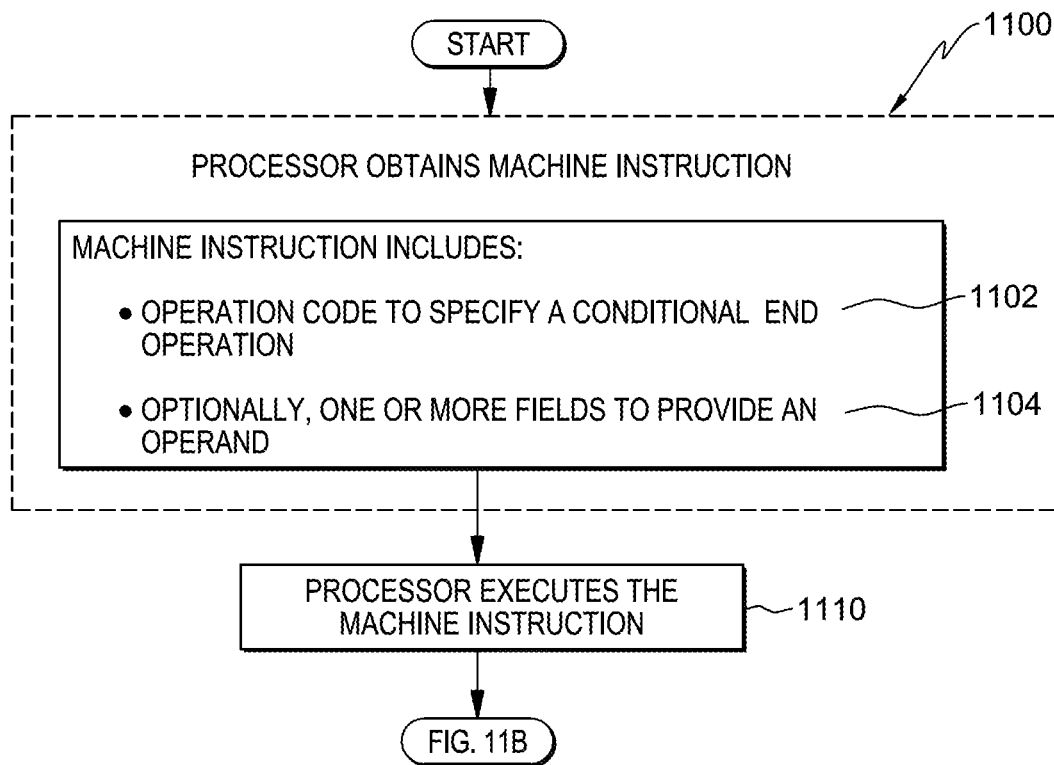 START
1100
PROCESSOR OBTAINS MACHINE INSTRUCTION
MACHINE INSTRUCTION INCLUDES:
• OPERATION CODE TO SPECIFY A CONDITIONAL END
OPERATION
1102
• OPTIONALLY, ONE OR MORE FIELDS TO PROVIDE AN
OPERAND
1104
PROCESSOR EXECUTES THE
MACHINE INSTRUCTION
1110
FIG. 11B